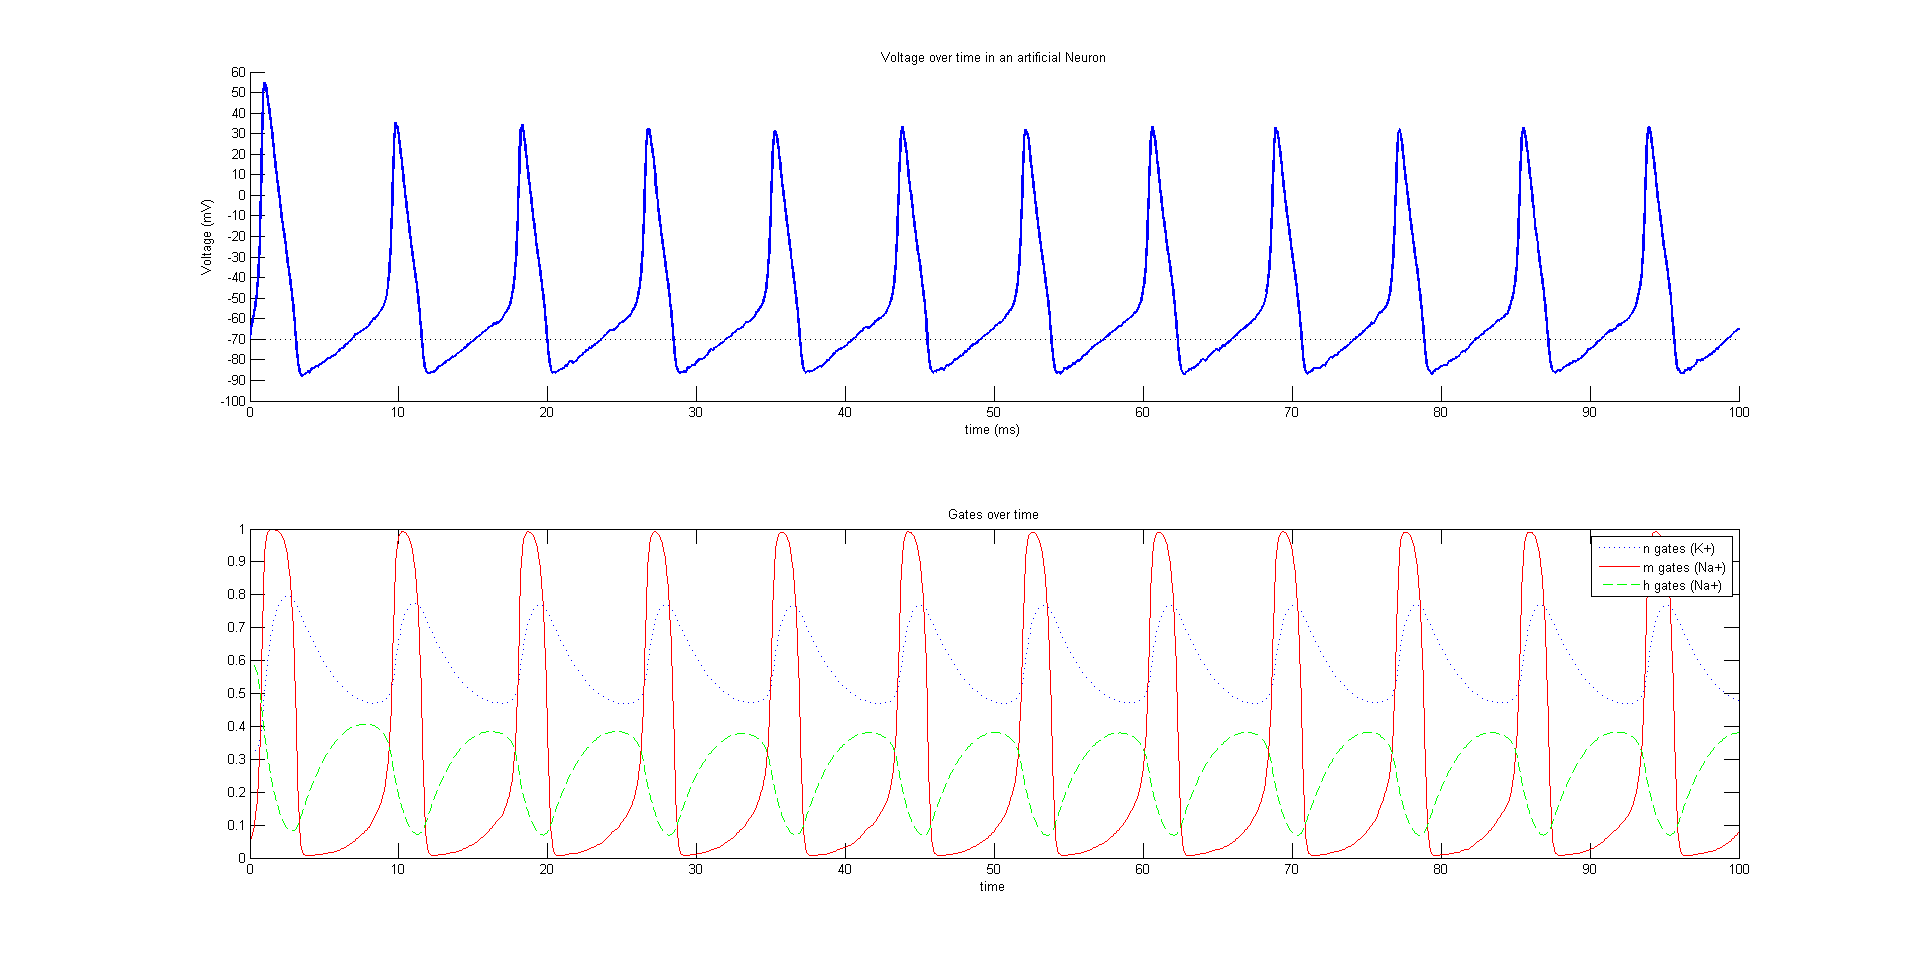 Voltage over time in an artificial Neuron
60
50
40
30
20
10
0
-10
-20
-30
-40
-50
-60
-70
-80
-90
-100
Voltage (mV)
0 10 20 30 40 50 60 70 80 90 100
time (ms)
Gates over time
1
0.9
0.8
0.7
0.6
0.5
0.4
0.3
0.2
0.1
0
n gates (K+)
m gates (Na+)
h gates (Na+)
0 10 20 30 40 50 60 70 80 90 100
time